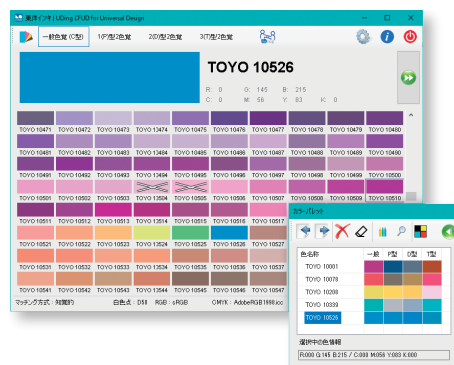 東洋インキ | UDing CFUD for Universal Design
一般色覚 (C型) 1(P)型2色覚 2(D)型2色覚 3(T)型2色覚
TOYO 10526
R: 0 G: 145 B: 215
C: 0 M: 56 Y: 83 K: 0
TOYO 10471 TOYO 10472 TOYO 10473 TOYO 10474 TOYO 10475 TOYO 10476 TOYO 10477 TOYO 10478 TOYO 10479 TOYO 10480
TOYO 10481 TOYO 10482 TOYO 10483 TOYO 10484 TOYO 10485 TOYO 10486 TOYO 10487 TOYO 10488 TOYO 10489 TOYO 10490
TOYO 10491 TOYO 10492 TOYO 10493 TOYO 10494 TOYO 10495 TOYO 10496 TOYO 10497 TOYO 10498 TOYO 10499 TOYO 10500
TOYO 10501 TOYO 10502 TOYO 10503 TOYO 10504 TOYO 10505 TOYO 10506 TOYO 10507 TOYO 10508 TOYO 10509 TOYO 10510
TOYO 10511 TOYO 10512 TOYO 10513 TOYO 10514 TOYO 10515 TOYO 10516 TOYO 10517
TOYO 10521 TOYO 10522 TOYO 10523 TOYO 10524 TOYO 10525 TOYO 10526 TOYO 10527
TOYO 10531 TOYO 10532 TOYO 10533 TOYO 10534 TOYO 10535 TOYO 10536 TOYO 10537
TOYO 10541 TOYO 10542 TOYO 10543 TOYO 10544 TOYO 10545 TOYO 10546 TOYO 10547
マッチング方式: 知覚的 白色点: D50 RGB: sRGB CMYK: AdobeRGB1998.icc
カラーパレット
色名称 一般 P型 D型 T型
TOYO 10001
TOYO 10078
TOYO 10208
TOYO 10339
TOYO 10526
選択中の色情報
R:000 G:145 B:215 / C:000 M:056 Y:083 K:000